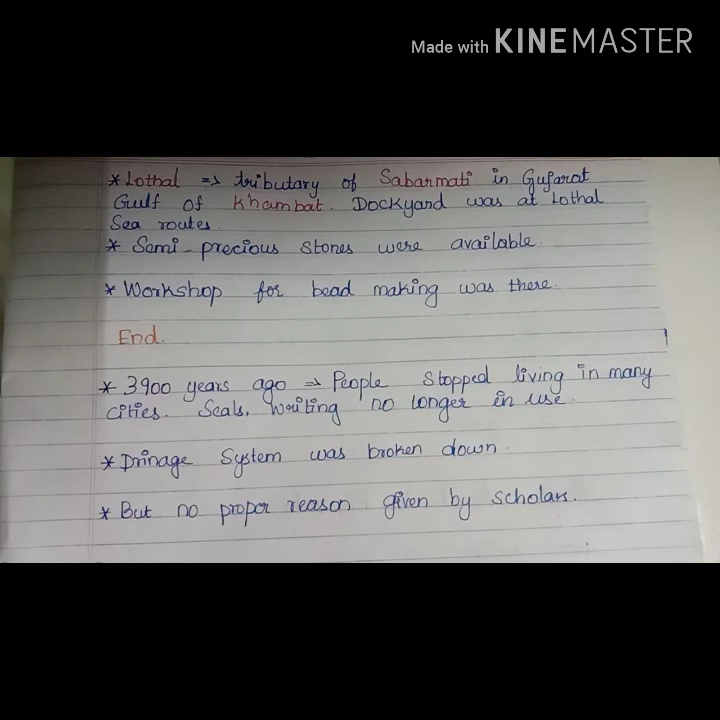 Made with KINEMASTER
* Lothal => tributary of Sabarmati in Gujarat
Gulf of Khambat. Dockyard was at Lothal
Sea routes.
* Semi-precious stones were available.
* Workshop for bead making was there.
End.
* 3900 years ago => People stopped living in many
cities. Seals, writing no longer in use.
* Drinage System was broken down.
* But no proper reason given by scholars.